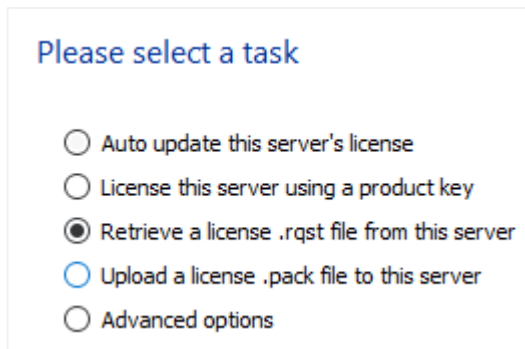 Please select a task
Auto update this server's license
License this server using a product key
Retrieve a license .rqst file from this server
Upload a license .pack file to this server
Advanced options